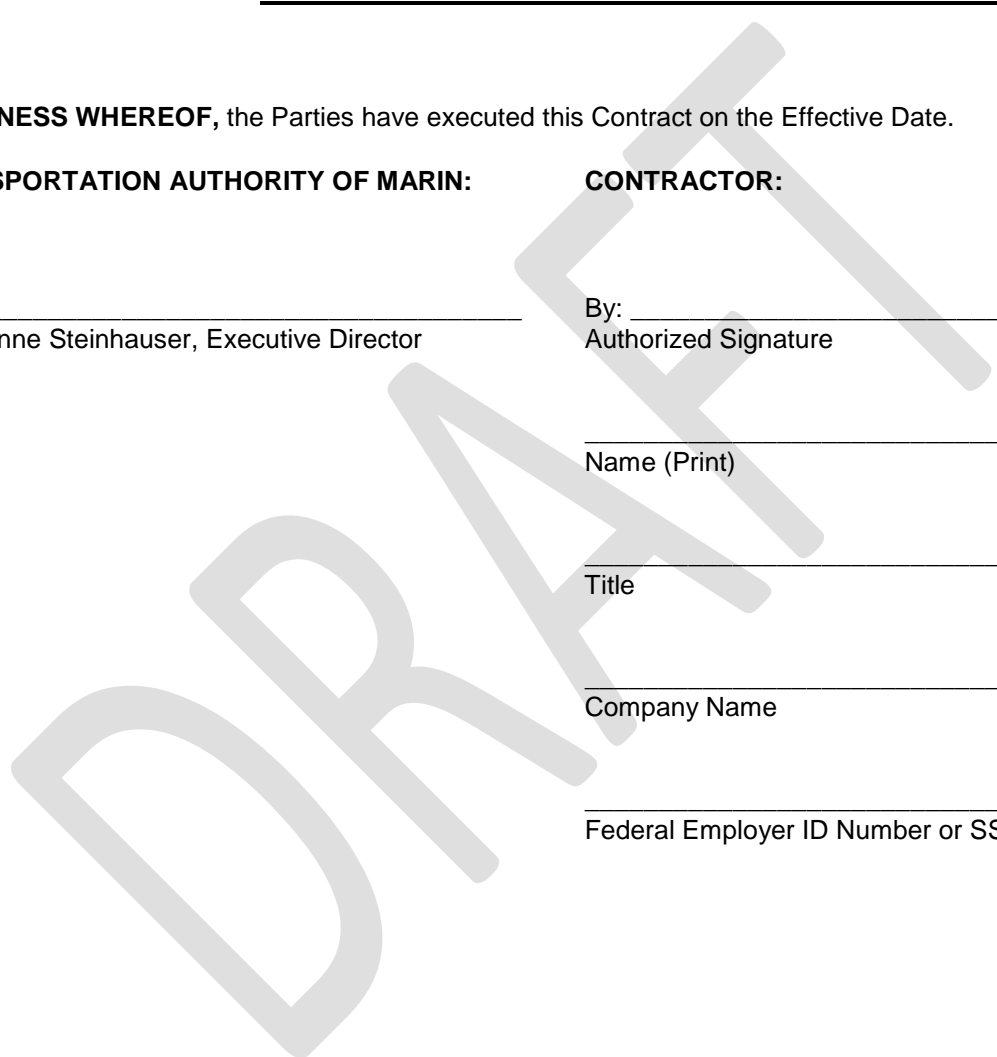 NESS WHEREOF, the Parties have executed this Contract on the Effective Date.
SPORTATION AUTHORITY OF MARIN:
CONTRACTOR:
nne Steinhauser, Executive Director
By: ___________________________
Authorized Signature
Name (Print)
Title
Company Name
Federal Employer ID Number or SS
DRAFT